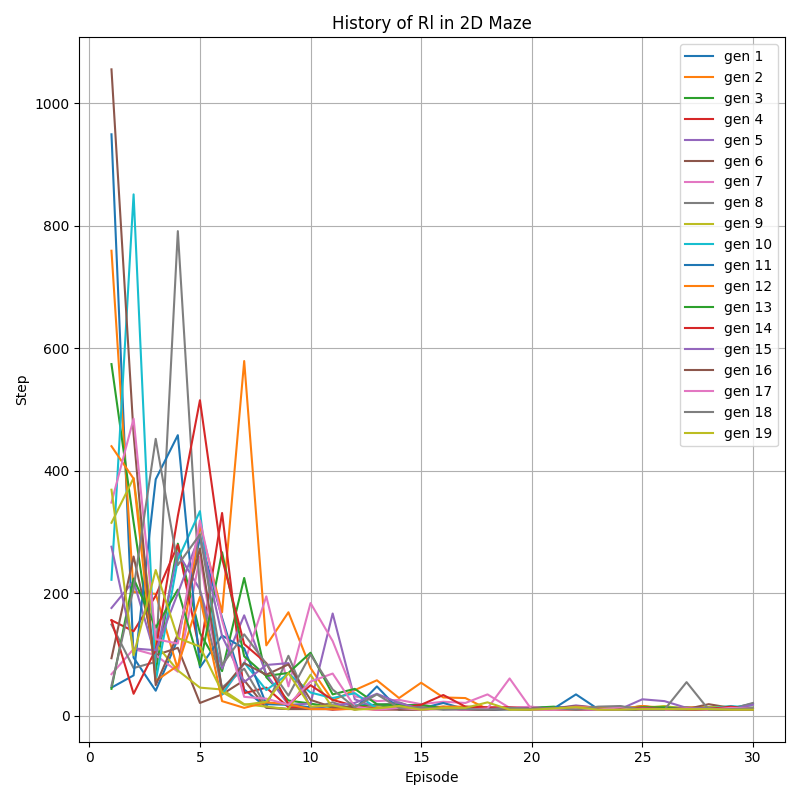 History of Rl in 2D Maze
Step
1000
800
600
400
200
0
0
5
10
15
20
25
30
Episode
gen 1
gen 2
gen 3
gen 4
gen 5
gen 6
gen 7
gen 8
gen 9
gen 10
gen 11
gen 12
gen 13
gen 14
gen 15
gen 16
gen 17
gen 18
gen 19